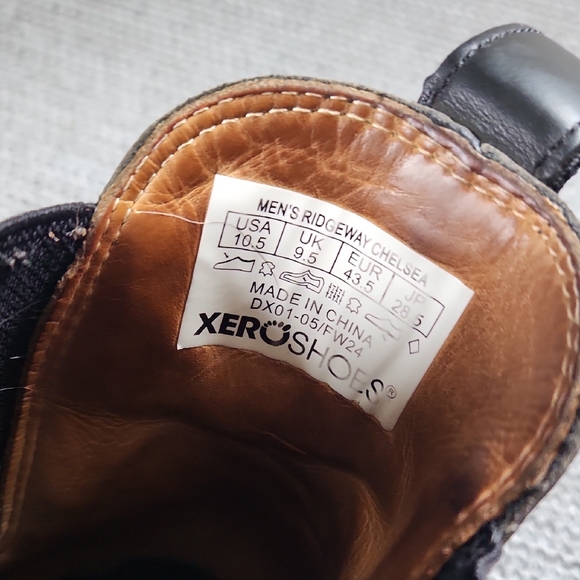 MEN'S RIDGEWAY CHELSEA
USA UK EUR JP
10.5 9.5 43.5 28.5
MADE IN CHINA
DX01-05/FW24
XEROSHOES®